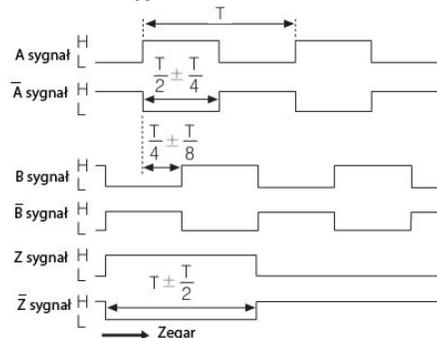 T
A sygnał H
L
T/2 ± T/4
A̅ sygnał H
L
T/4 ± T/8
B sygnał H
L
B̅ sygnał H
L
Z sygnał H
L
T ± T/2
Z̅ sygnał H
L
Zegar